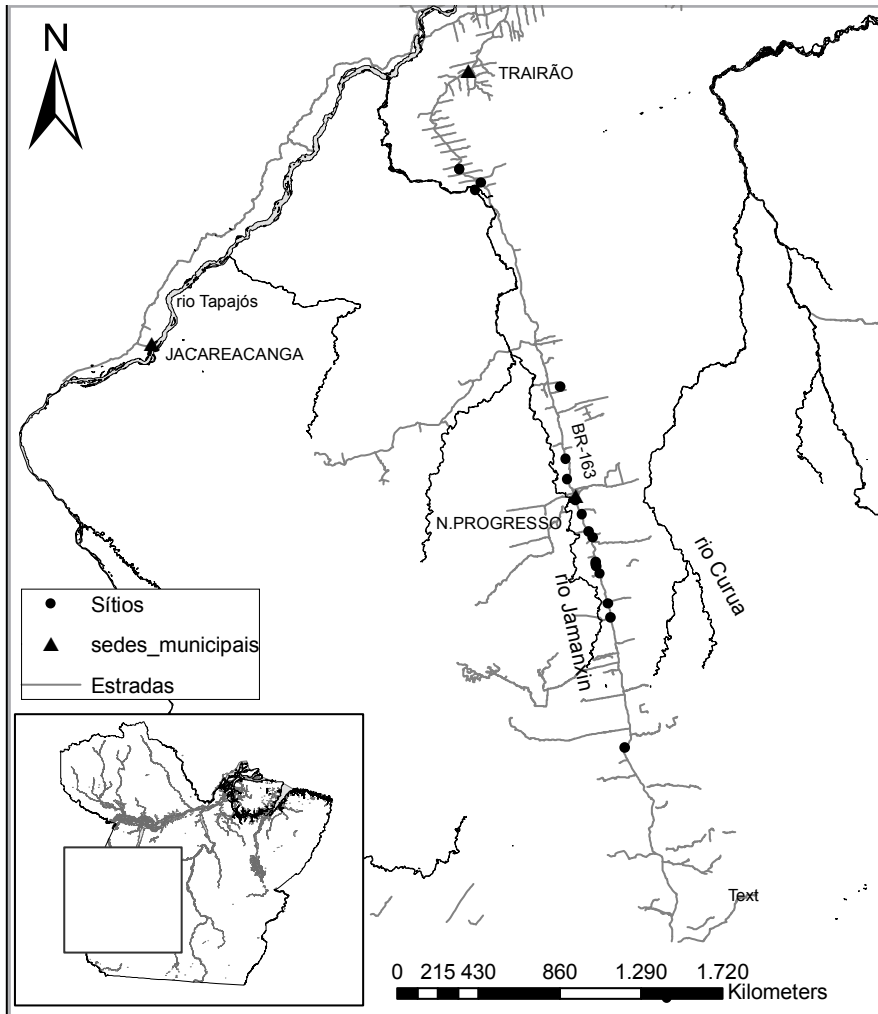 N
TRAIRÃO
rio Tapajós
JACAREACANGA
BR-163
N.PROGRESSO
rio Curua
rio Jamanxin
Sítios
sedes_municipais
Estradas
Text
0 215 430 860 1.290 1.720
Kilometers